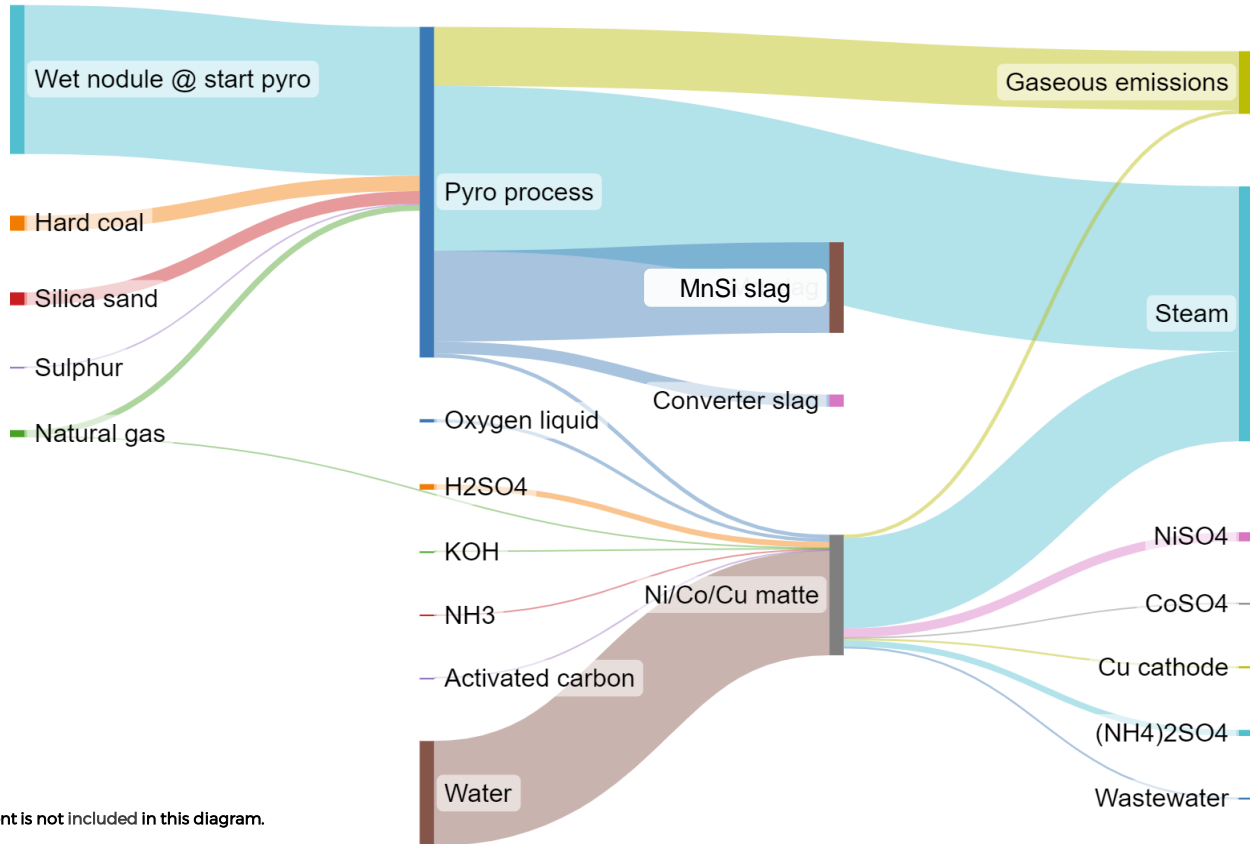 Wet nodule @ start pyro
Hard coal
Silica sand
Sulphur
Natural gas
Pyro process
MnSi slag
Converter slag
Oxygen liquid
H2SO4
KOH
NH3
Activated carbon
Water
Ni/Co/Cu matte
Gaseous emissions
Steam
NiSO4
CoSO4
Cu cathode
(NH4)2SO4
Wastewater
is not included in this diagram.